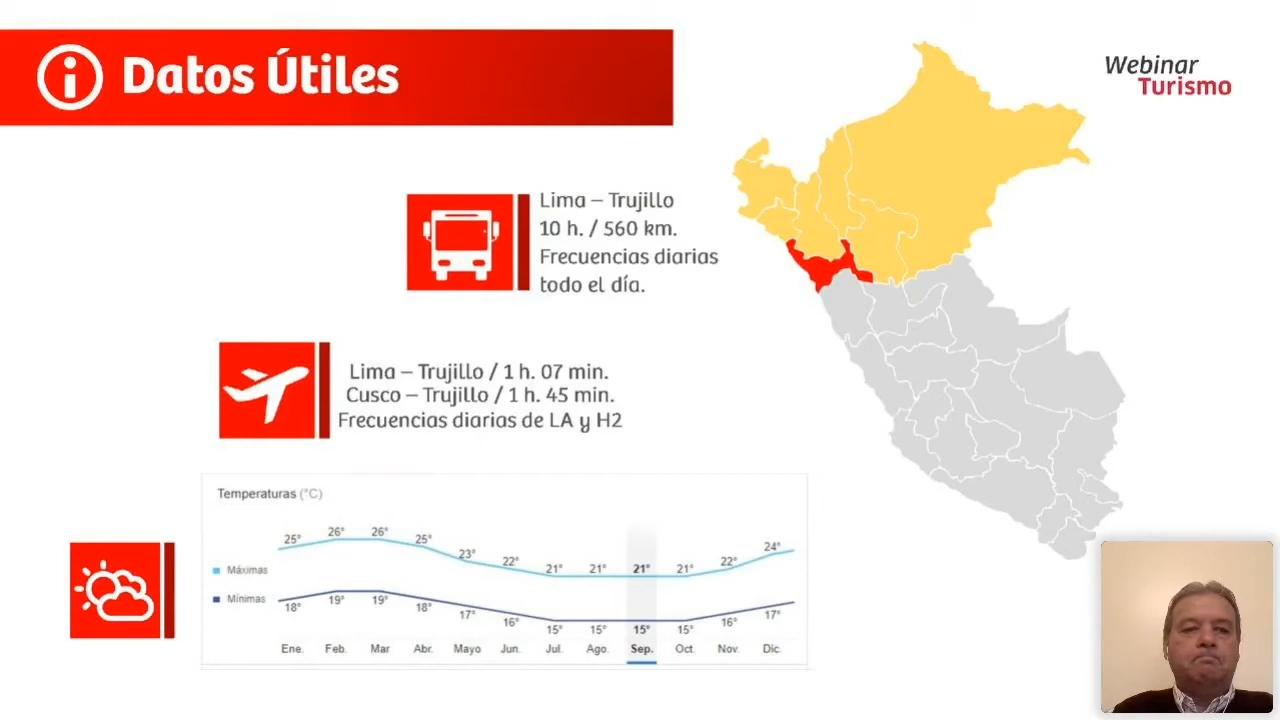 Datos Útiles
Webinar
Turismo
Lima – Trujillo
10 h. / 560 km.
Frecuencias diarias
todo el día.
Lima – Trujillo / 1 h. 07 min.
Cusco – Trujillo / 1 h. 45 min.
Frecuencias diarias de LA y H2
Temperaturas (°C)
25° 26° 26° 25° 23° 22° 21° 21° 21° 21° 22° 24°
Máximas
Mínimas
18° 19° 19° 18° 17° 16° 15° 15° 15° 15° 16° 17°
Ene. Feb. Mar Abr. Mayo Jun. Jul. Ago. Sep. Oct. Nov. Dic.